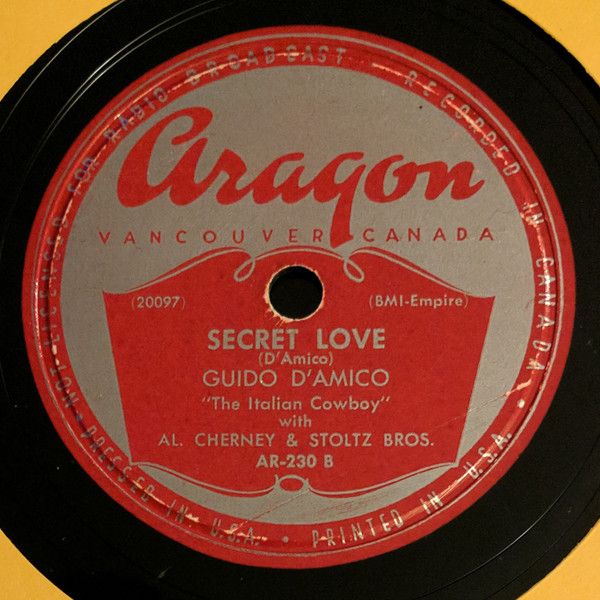 NOT LICENSED FOR RADIO BROADCAST • RECORDED IN CANADA
Aragon
VANCOUVER CANADA
(20097)
(BMI-Empire)
SECRET LOVE
(D'Amico)
GUIDO D'AMICO
"The Italian Cowboy"
with
AL. CHERNEY & STOLTZ BROS.
AR-230 B
PRESSED IN U.S.A. • PRINTED IN U.S.A.